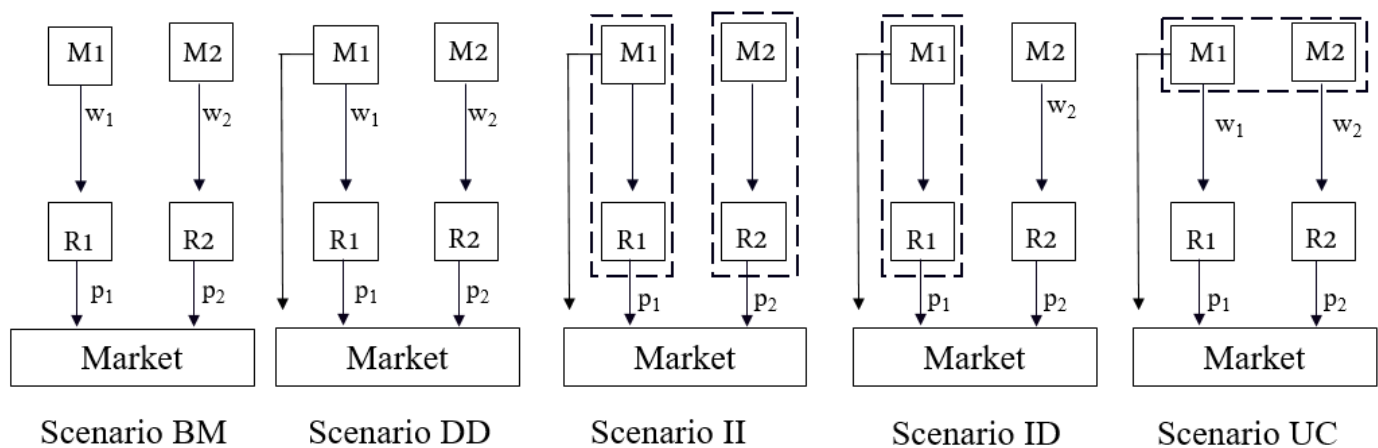 M1 M2 M1 M2 M1 M2 M1 M2 M1 M2
w₁ w₂ w₁ w₂ w₂ w₁ w₂
R1 R2 R1 R2 R1 R2 R1 R2 R1 R2
p₁ p₂ p₁ p₂ p₁ p₂ p₁ p₂ p₁ p₂
Market Market Market Market Market
Scenario BM Scenario DD Scenario II Scenario ID Scenario UC